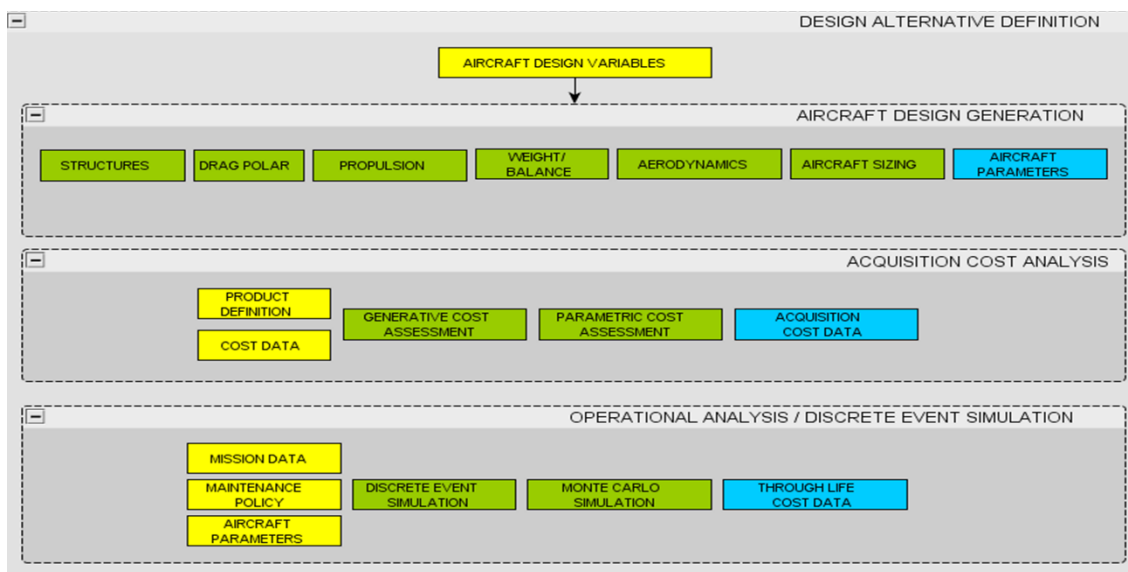 DESIGN ALTERNATIVE DEFINITION
AIRCRAFT DESIGN VARIABLES
AIRCRAFT DESIGN GENERATION
STRUCTURES
DRAG POLAR
PROPULSION
WEIGHT/
BALANCE
AERODYNAMICS
AIRCRAFT SIZING
AIRCRAFT
PARAMETERS
ACQUISITION COST ANALYSIS
PRODUCT
DEFINITION
COST DATA
GENERATIVE COST
ASSESSMENT
PARAMETRIC COST
ASSESSMENT
ACQUISITION
COST DATA
OPERATIONAL ANALYSIS / DISCRETE EVENT SIMULATION
MISSION DATA
MAINTENANCE
POLICY
AIRCRAFT
PARAMETERS
DISCRETE EVENT
SIMULATION
MONTE CARLO
SIMULATION
THROUGH LIFE
COST DATA